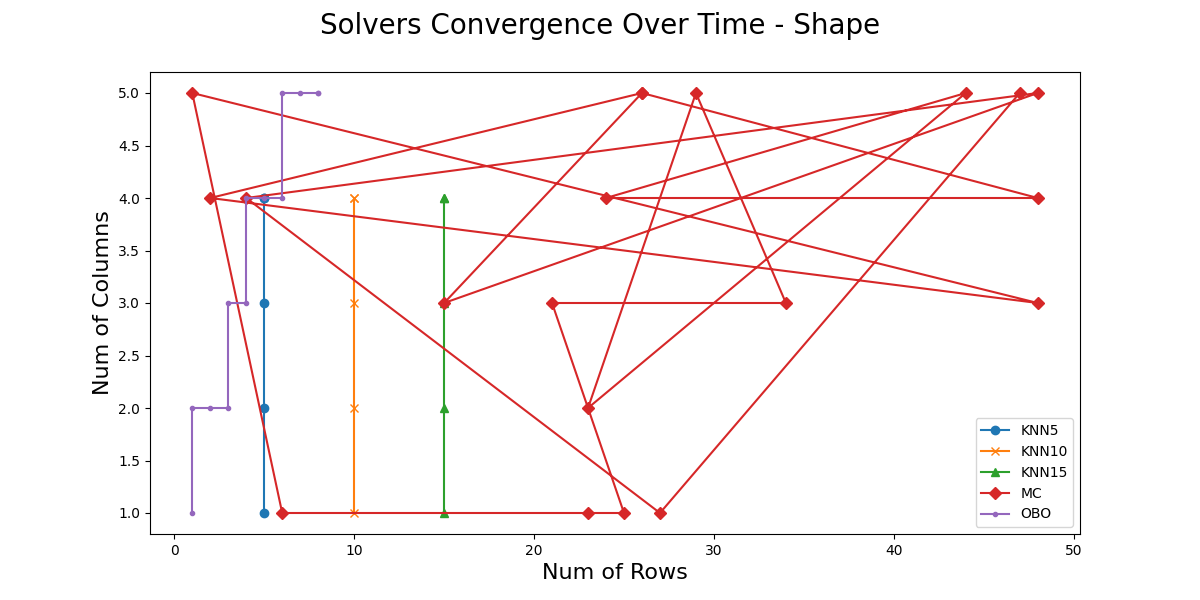 Solvers Convergence Over Time - Shape
5.0
4.5
4.0
3.5
3.0
2.5
2.0
1.5
1.0
Num of Columns
0 10 20 30 40 50
Num of Rows
KNN5
KNN10
KNN15
MC
OBO